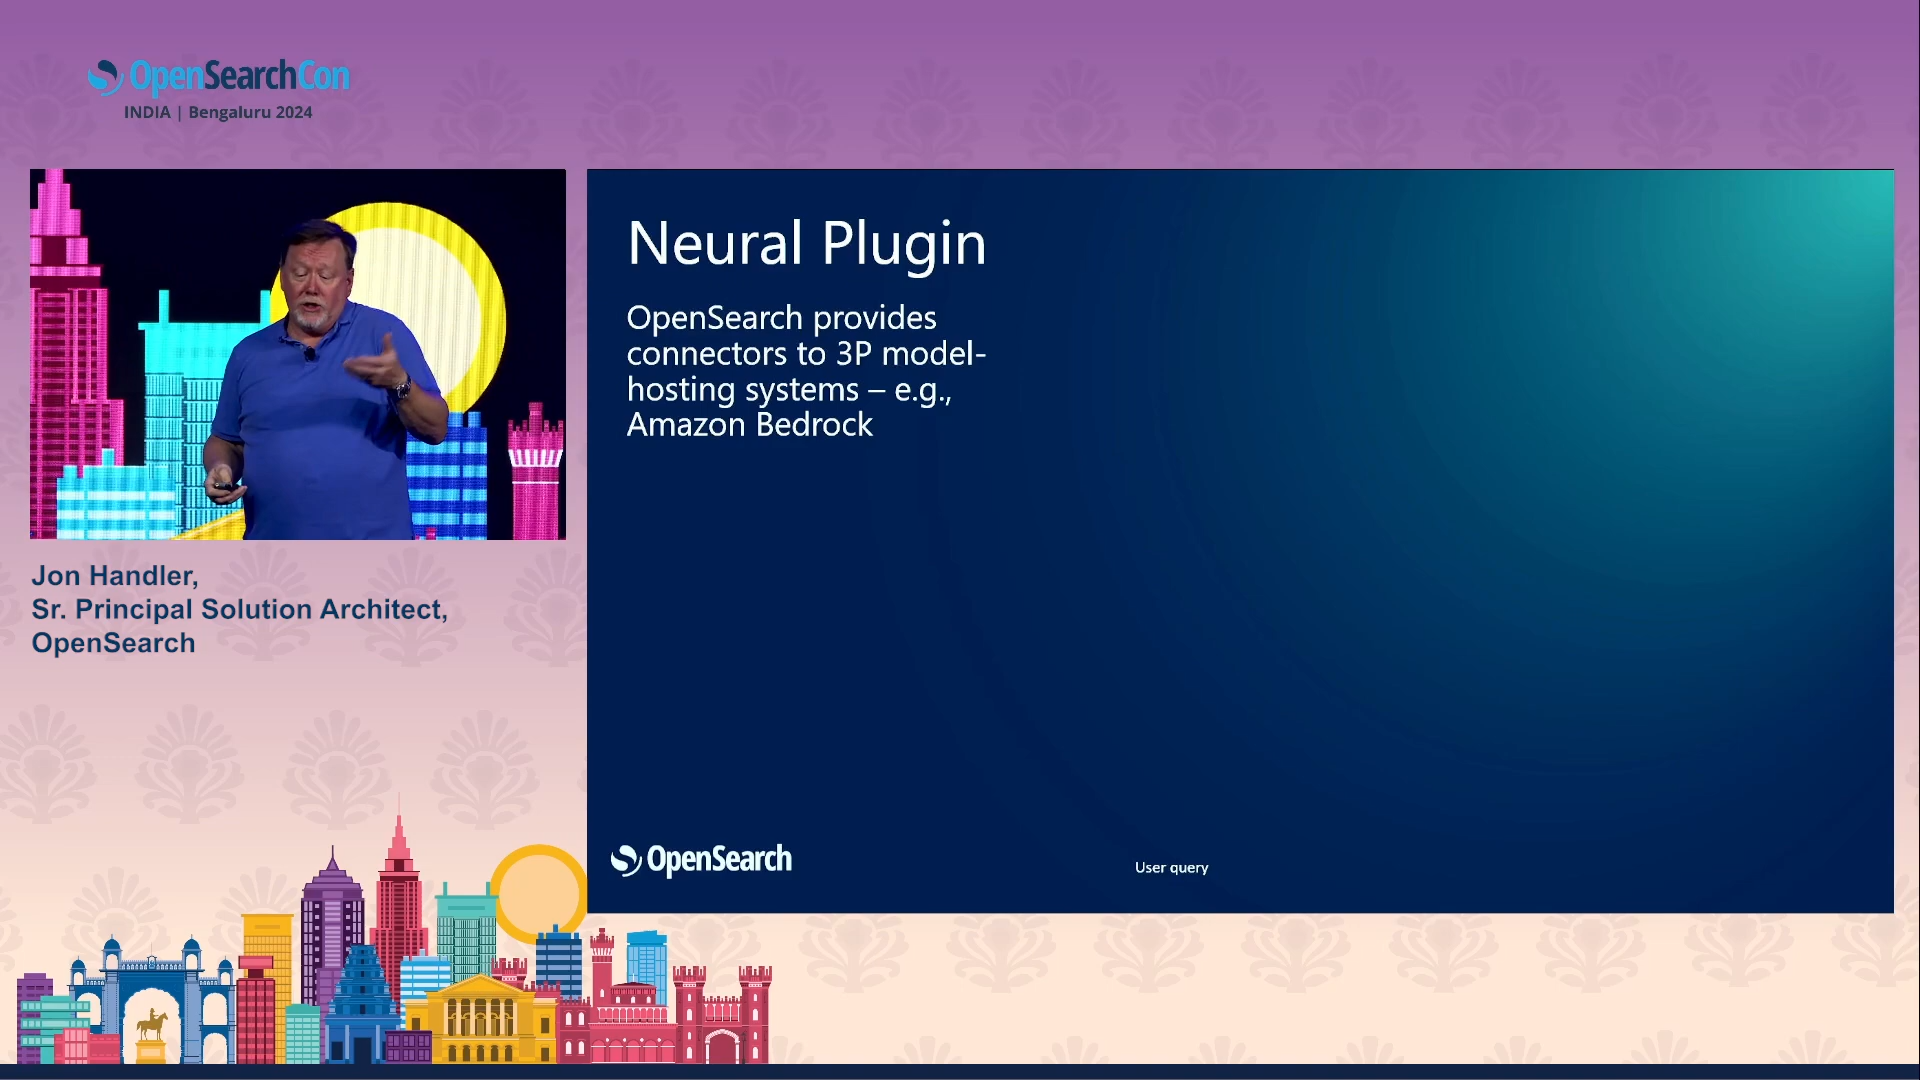 OpenSearchCon
INDIA | Bengaluru 2024
Neural Plugin
OpenSearch provides
connectors to 3P model-
hosting systems – e.g.,
Amazon Bedrock
Jon Handler,
Sr. Principal Solution Architect,
OpenSearch
OpenSearch
User query